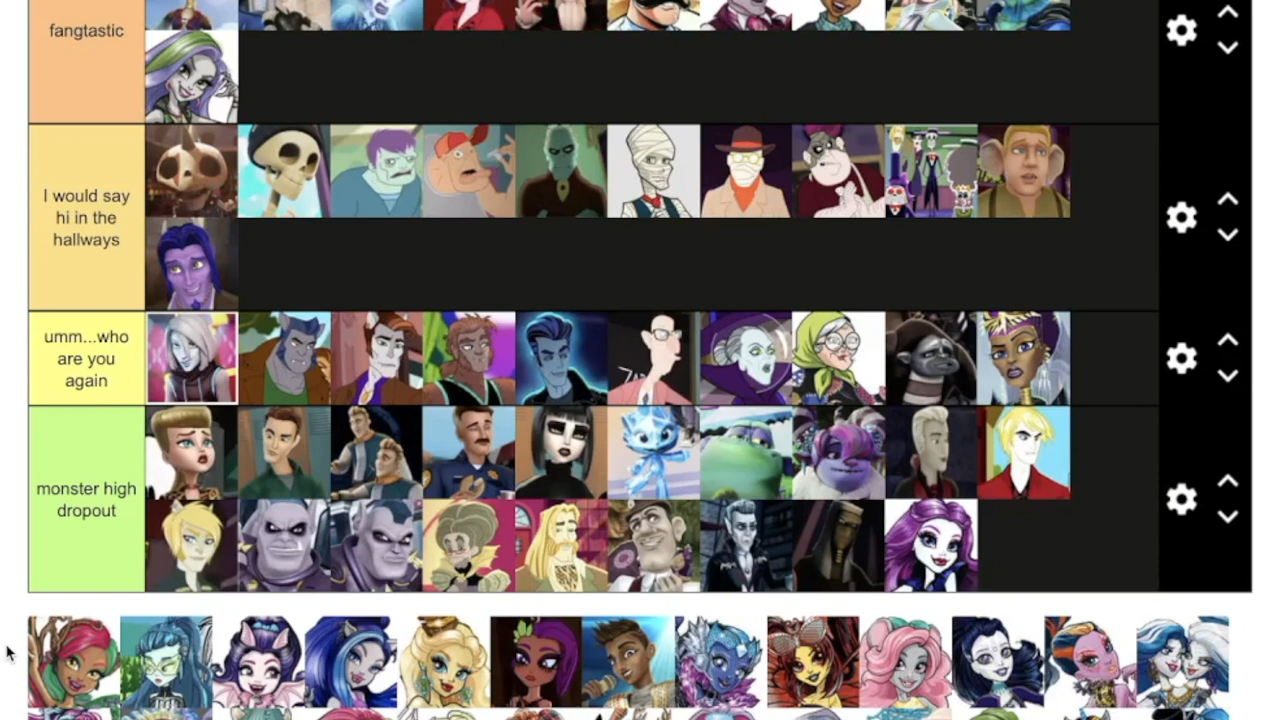 fangtastic
I would say
hi in the
hallways
umm...who
are you
again
monster high
dropout